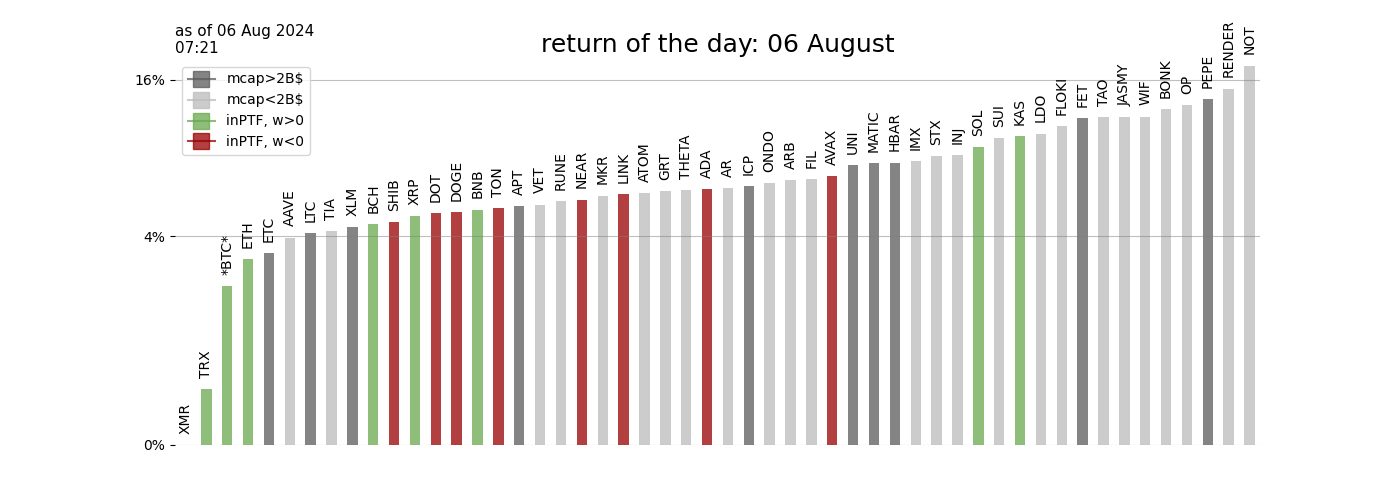 as of 06 Aug 2024
07:21
return of the day: 06 August
mcap>2B$
mcap<2B$
inPTF, w>0
inPTF, w<0
16%
4%
0%
XMR
TRX
*BTC*
ETH
ETC
AAVE
LTC
TIA
XLM
BCH
SHIB
XRP
DOT
DOGE
BNB
TON
APT
VET
RUNE
NEAR
MKR
LINK
ATOM
GRT
THETA
ADA
AR
ICP
ONDO
ARB
FIL
AVAX
UNI
MATIC
HBAR
IMX
STX
INJ
SOL
SUI
KAS
LDO
FLOKI
FET
TAO
JASMY
WIF
BONK
OP
PEPE
RENDER
NOT